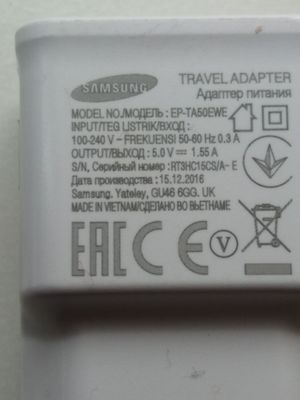 SAMSUNG
TRAVEL ADAPTER
Адаптер питания
MODEL NO./МОДЕЛЬ : EP-TA50EWE
INPUT/TEG LISTRIK/ВХОД :
100-240 V ~ FREKUENSI 50-60 Hz 0.3 A
OUTPUT/ВЫХОД : 5.0 V ⎓ 1.55 A
S/N, Серийный номер : RT3HC15CS/A- E
Дата производства : 15.12.2016
Samsung. Yateley, GU46 6GG. UK
MADE IN VIETNAM/СДЕЛАНО ВО ВЬЕТНАМЕ
EAC CE V